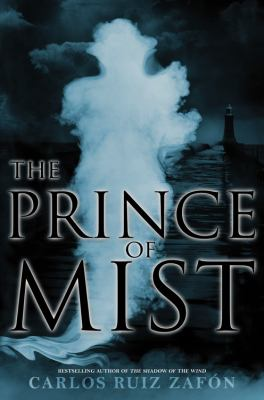 THE
PRINCE
OF
MIST
BESTSELLING AUTHOR OF THE SHADOW OF THE WIND
CARLOS RUIZ ZAFÓN